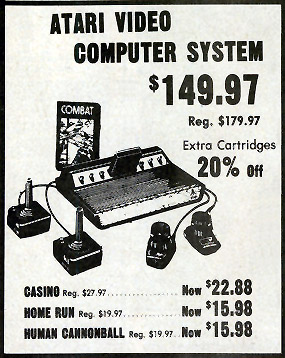 ATARI VIDEO
COMPUTER SYSTEM
$149.97
Reg. $179.97
Extra Cartridges
20% Off
COMBAT
CASINO Reg. $27.97 .............. Now $22.88
HOME RUN Reg. $19.97 ........... Now $15.98
HUMAN CANNONBALL Reg. $19.97.. Now $15.98